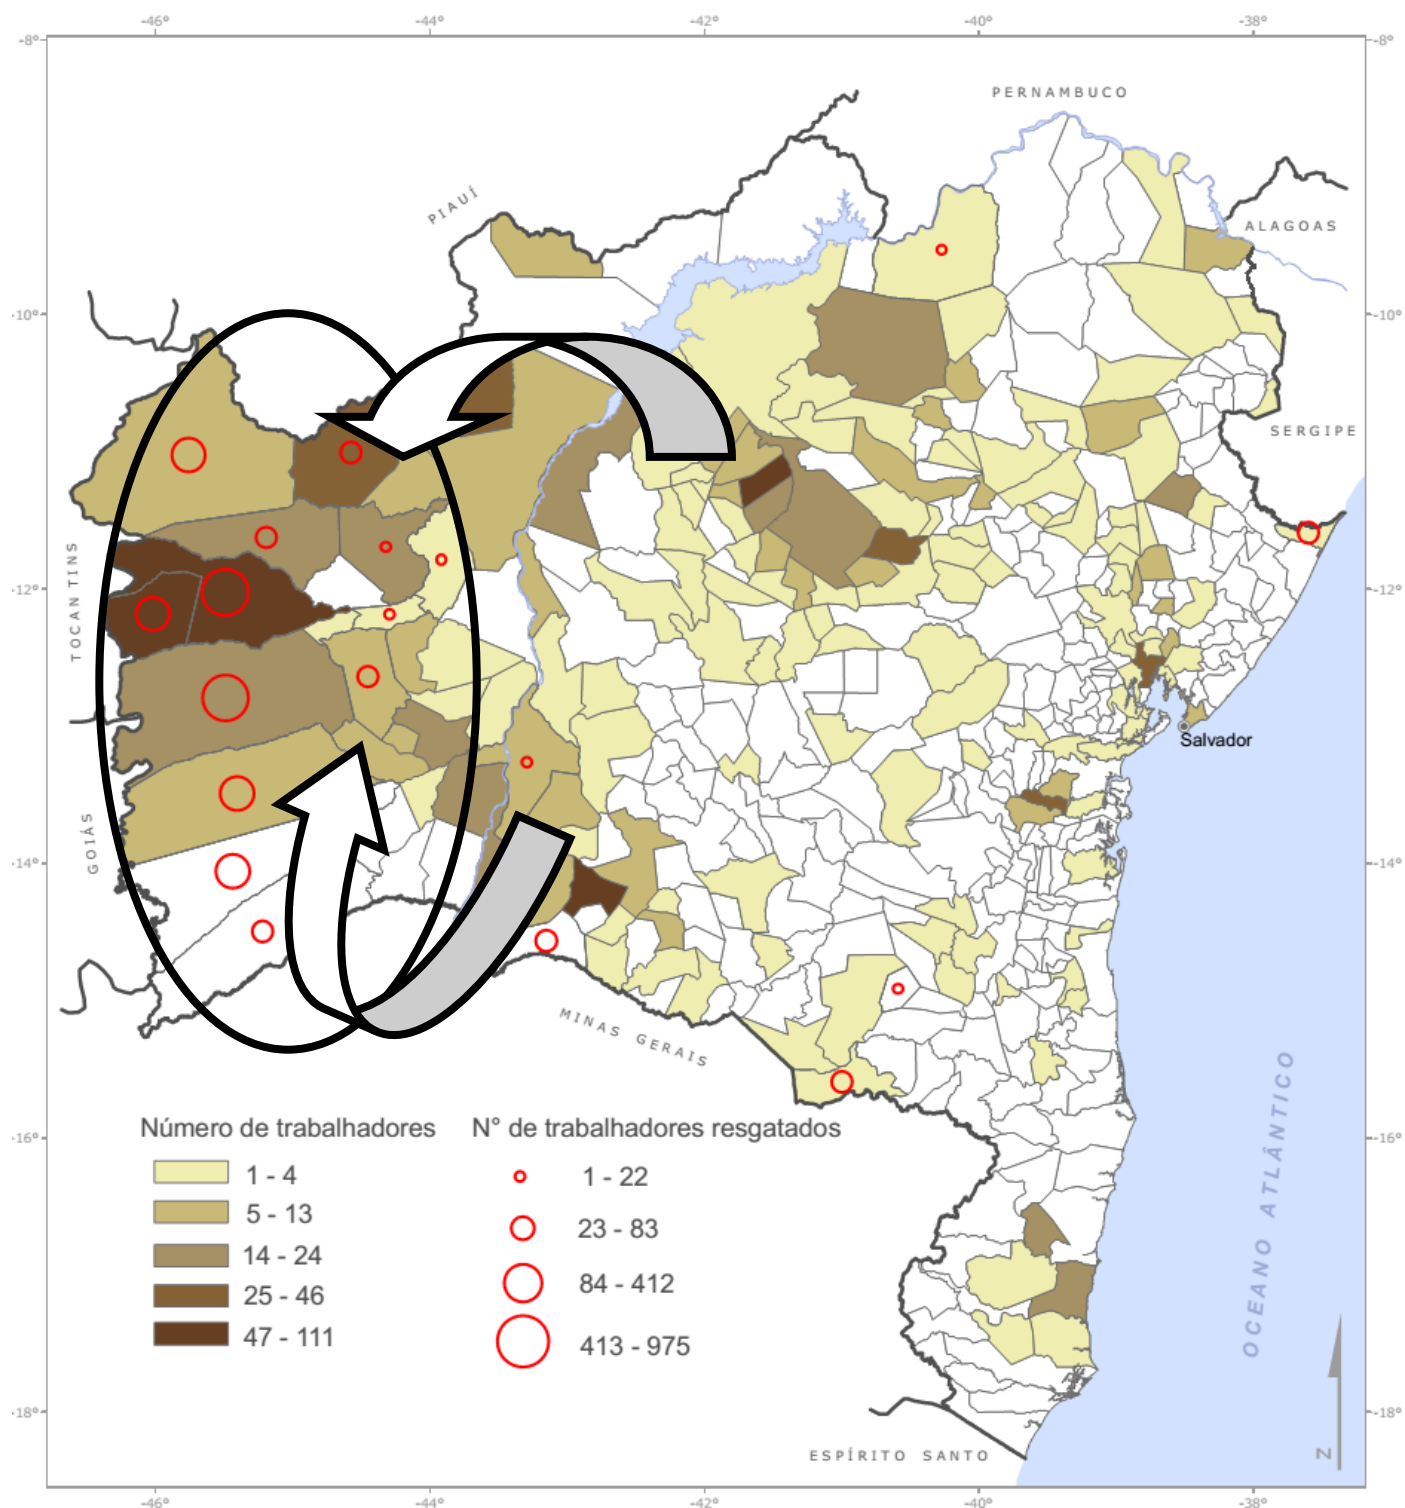 -46° -44° -42° -40° -38°
-8° -8°
PERNAMBUCO
PIAUÍ
ALAGOAS
-10° -10°
SERGIPE
TOCANTINS
-12° -12°
Salvador
GOIÁS
-14° -14°
MINAS GERAIS
OCEANO ATLÂNTICO
Número de trabalhadores
1 - 4
5 - 13
14 - 24
25 - 46
47 - 111
N° de trabalhadores resgatados
1 - 22
23 - 83
84 - 412
413 - 975
-16° -16°
-18° -18°
ESPÍRITO SANTO
N
-46° -44° -42° -40° -38°